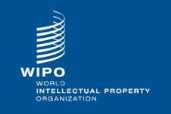 WIPO
WORLD
INTELLECTUAL PROPERTY
ORGANIZATION